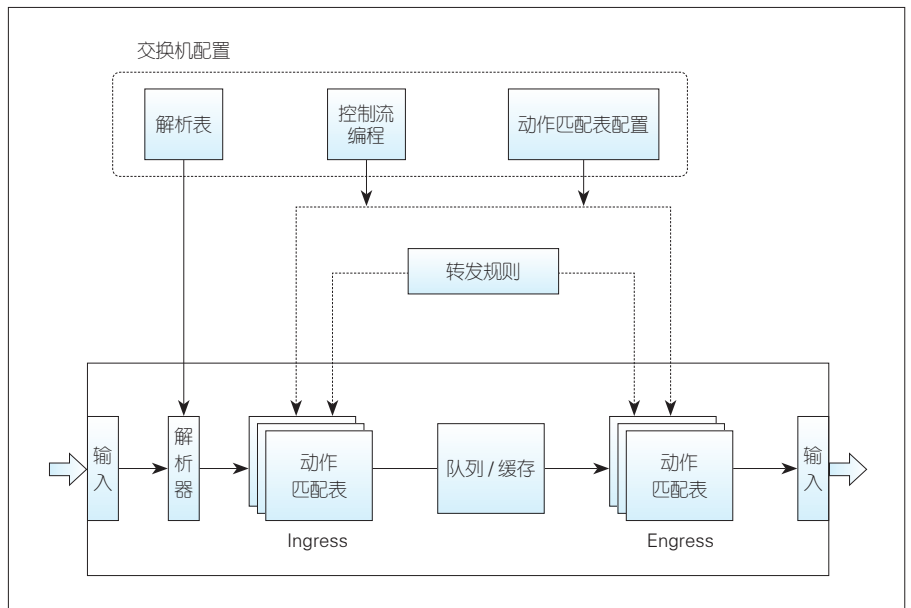 交换机配置
解析表
控制流
编程
动作匹配表配置
转发规则
输
入
解
析
器
动作
匹配表
队列 / 缓存
动作
匹配表
输
入
Ingress
Engress